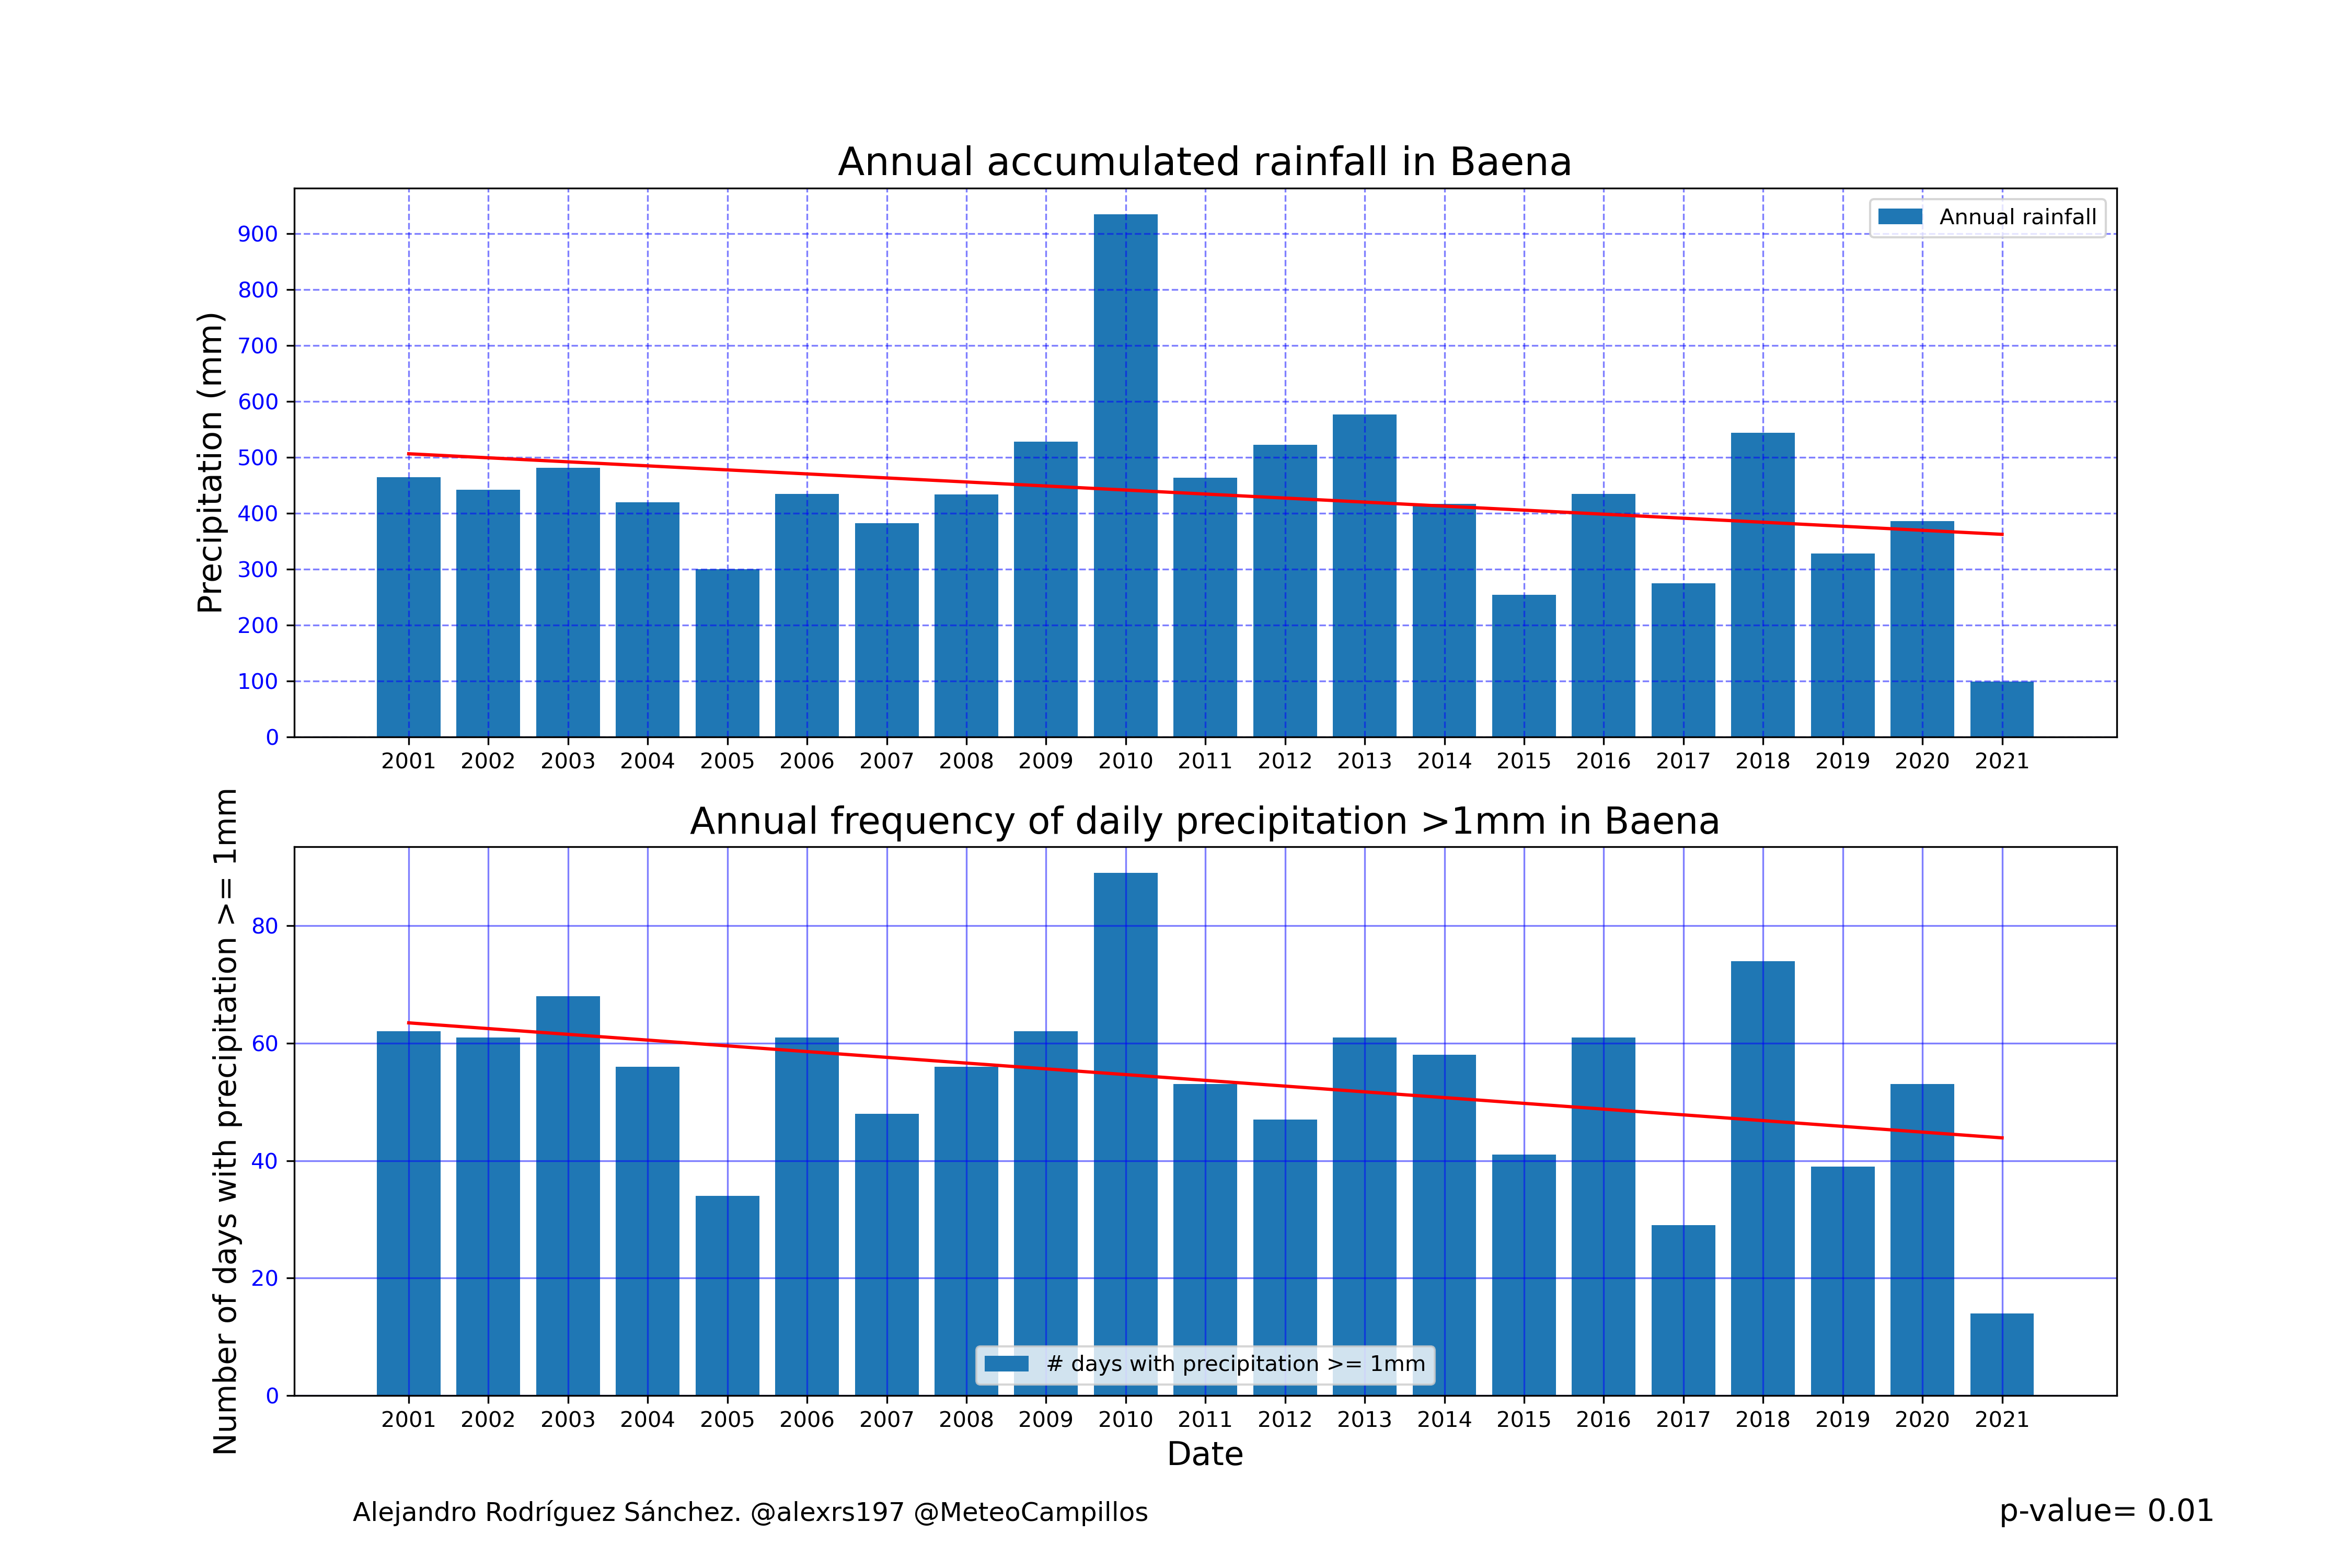 Annual accumulated rainfall in Baena
Precipitation (mm)
900
800
700
600
500
400
300
200
100
0
Annual rainfall
2001 2002 2003 2004 2005 2006 2007 2008 2009 2010 2011 2012 2013 2014 2015 2016 2017 2018 2019 2020 2021
Annual frequency of daily precipitation >1mm in Baena
Number of days with precipitation >= 1mm
80
60
40
20
0
# days with precipitation >= 1mm
2001 2002 2003 2004 2005 2006 2007 2008 2009 2010 2011 2012 2013 2014 2015 2016 2017 2018 2019 2020 2021
Date
Alejandro Rodríguez Sánchez. @alexrs197 @MeteoCampillos
p-value= 0.01